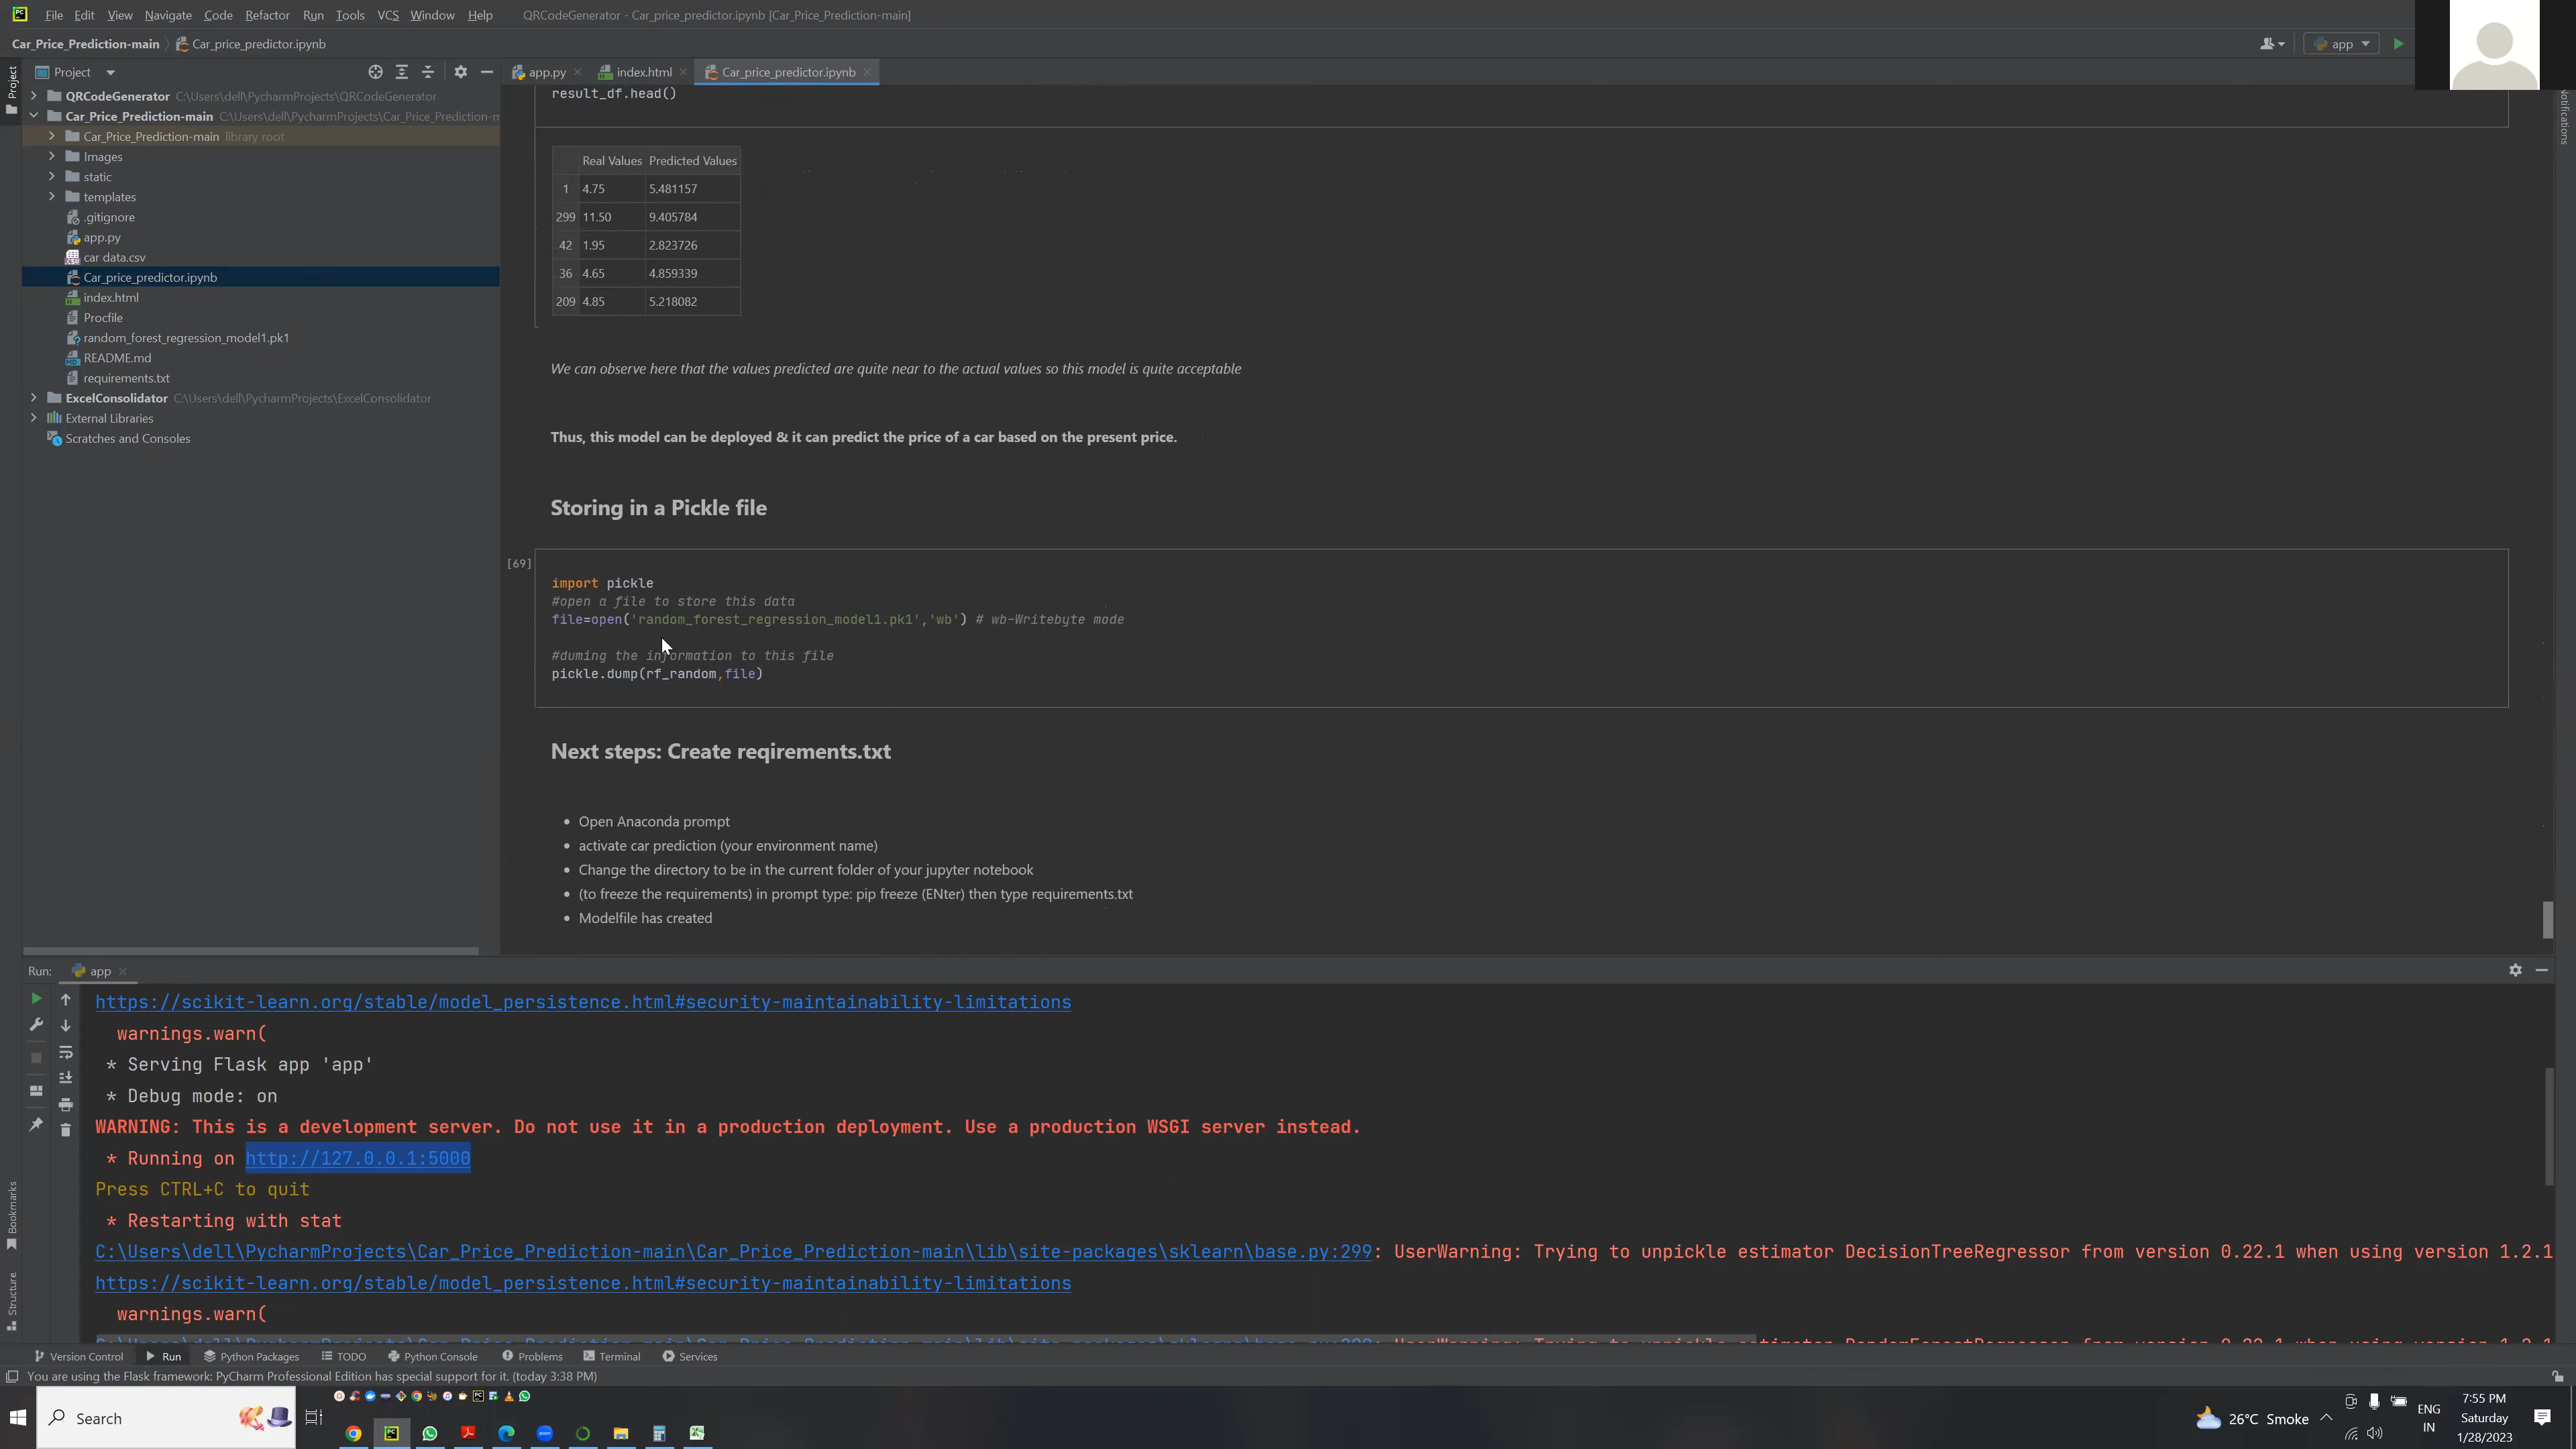 File Edit View Navigate Code Refactor Run Tools VCS Window Help QRCodeGenerator - Car_price_predictor.ipynb [Car_Price_Prediction-main]
Car_Price_Prediction-main Car_price_predictor.ipynb app
Project
Project
app.py index.html Car_price_predictor.ipynb
Notifications
QRCodeGenerator C:\Users\dell\PycharmProjects\QRCodeGenerator
Car_Price_Prediction-main C:\Users\dell\PycharmProjects\Car_Price_Prediction-m
Car_Price_Prediction-main library root
Images
static
templates
.gitignore
app.py
car data.csv
Car_price_predictor.ipynb
index.html
Procfile
random_forest_regression_model1.pk1
README.md
requirements.txt
ExcelConsolidator C:\Users\dell\PycharmProjects\ExcelConsolidator
External Libraries
Scratches and Consoles
result_df.head()
Real Values Predicted Values
1 4.75 5.481157
299 11.50 9.405784
42 1.95 2.823726
36 4.65 4.859339
209 4.85 5.218082
We can observe here that the values predicted are quite near to the actual values so this model is quite acceptable
Thus, this model can be deployed & it can predict the price of a car based on the present price.
Storing in a Pickle file
[69]
import pickle
#open a file to store this data
file=open('random_forest_regression_model1.pk1','wb') # wb-Writebyte mode
#duming the information to this file
pickle.dump(rf_random,file)
Next steps: Create reqirements.txt
• Open Anaconda prompt
• activate car prediction (your environment name)
• Change the directory to be in the current folder of your jupyter notebook
• (to freeze the requirements) in prompt type: pip freeze (ENter) then type requirements.txt
• Modelfile has created
Run: app
https://scikit-learn.org/stable/model_persistence.html#security-maintainability-limitations
warnings.warn(
* Serving Flask app 'app'
* Debug mode: on
WARNING: This is a development server. Do not use it in a production deployment. Use a production WSGI server instead.
* Running on http://127.0.0.1:5000
Press CTRL+C to quit
* Restarting with stat
C:\Users\dell\PycharmProjects\Car_Price_Prediction-main\Car_Price_Prediction-main\lib\site-packages\sklearn\base.py:299: UserWarning: Trying to unpickle estimator DecisionTreeRegressor from version 0.22.1 when using version 1.2.1
https://scikit-learn.org/stable/model_persistence.html#security-maintainability-limitations
warnings.warn(
Bookmarks
Structure
Version Control Run Python Packages TODO Python Console Problems Terminal Services
You are using the Flask framework: PyCharm Professional Edition has special support for it. (today 3:38 PM)
Search
26°C Smoke
ENG
IN
7:55 PM
Saturday
1/28/2023